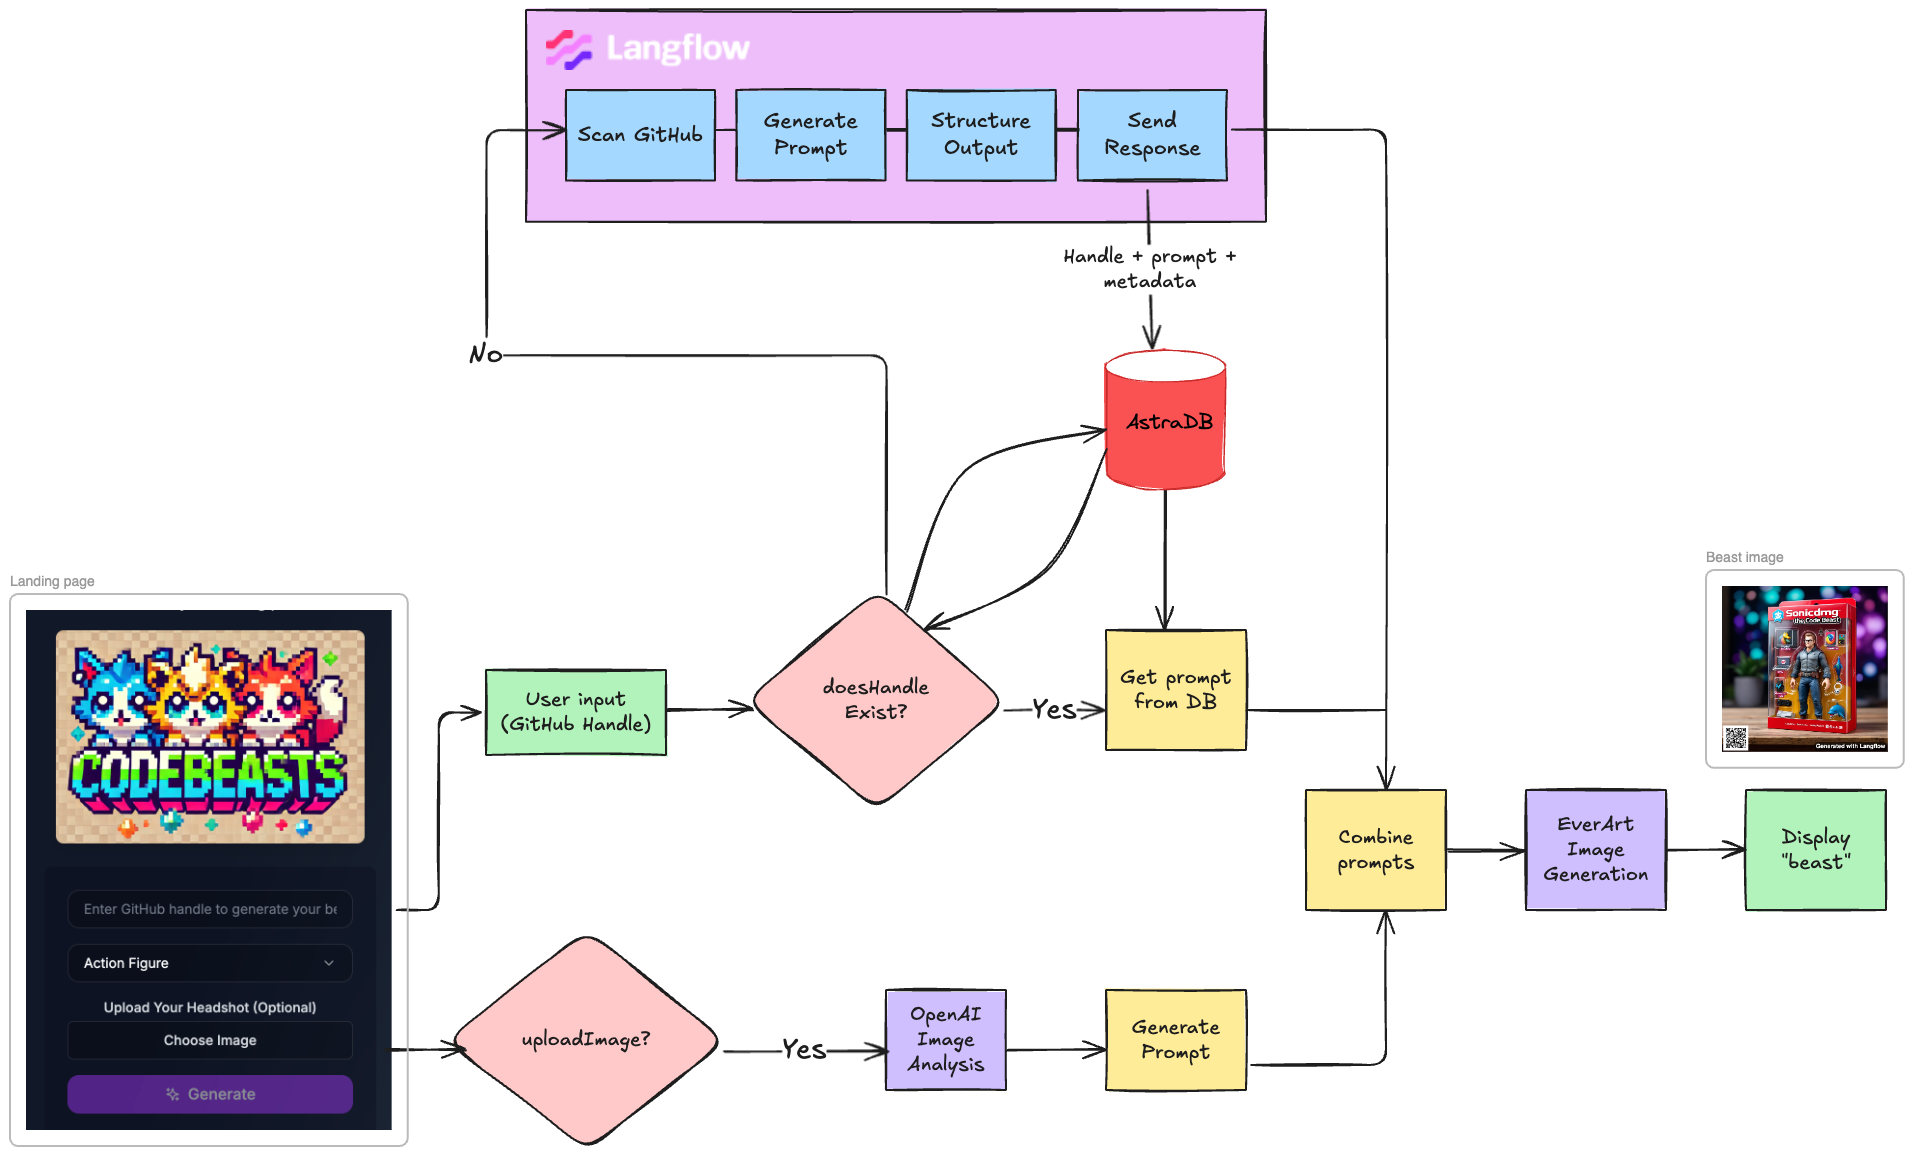 Langflow
Scan GitHub
Generate
Prompt
Structure
Output
Send
Response
Handle + prompt +
metadata
No
AstraDB
Landing page
CODEBEASTS
Enter GitHub handle to generate your be
Action Figure
Upload Your Headshot (Optional)
Choose Image
Generate
User input
(GitHub Handle)
doesHandle
Exist?
Yes
Get prompt
from DB
uploadImage?
Yes
OpenAI
Image
Analysis
Generate
Prompt
Combine
prompts
EverArt
Image
Generation
Beast image
Sonicdmg
the Code Beast
Generated with Langflow
Display
"beast"